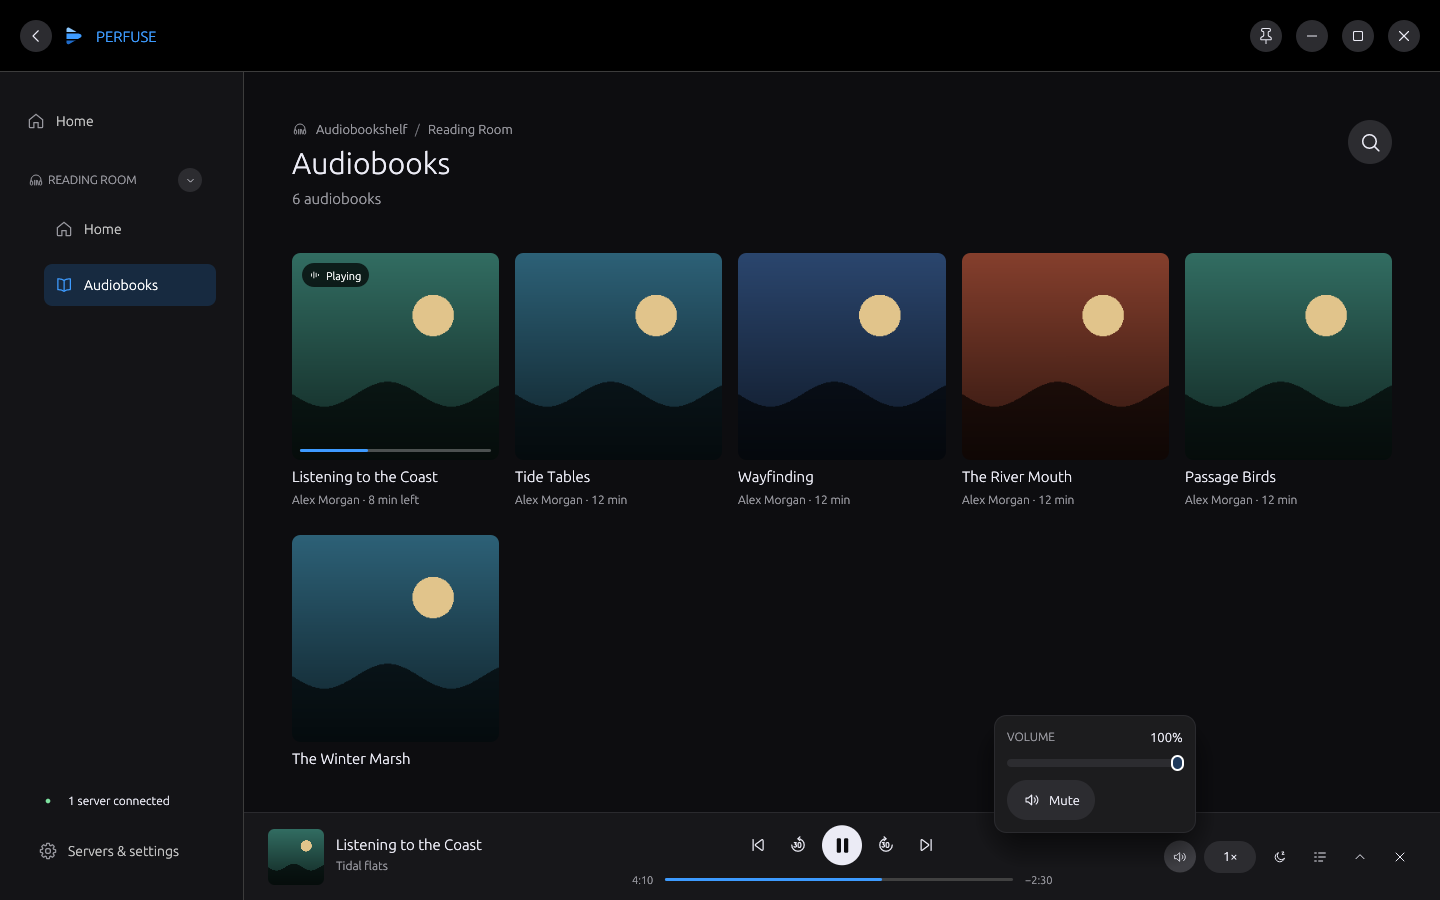 PERFUSE
Home
READING ROOM
Home
Audiobooks
1 server connected
Servers & settings
Audiobookshelf / Reading Room
Audiobooks
6 audiobooks
Playing
Listening to the Coast
Alex Morgan · 8 min left
Tide Tables
Alex Morgan · 12 min
Wayfinding
Alex Morgan · 12 min
The River Mouth
Alex Morgan · 12 min
Passage Birds
Alex Morgan · 12 min
The Winter Marsh
VOLUME 100%
Mute
Listening to the Coast
Tidal flats
30 30
4:10 −2:30
1×